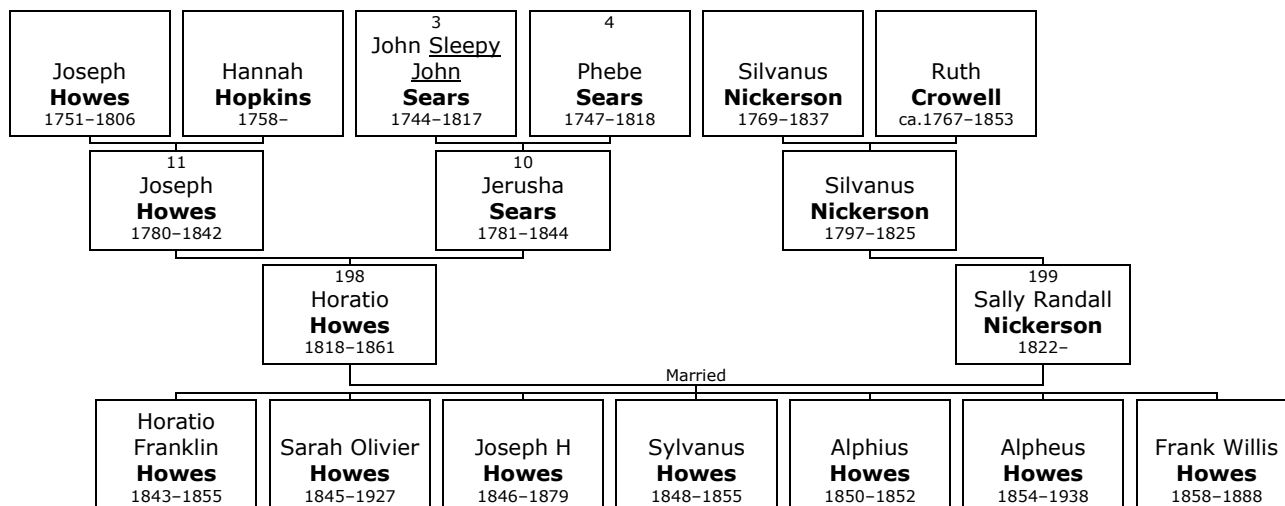 Joseph
Howes
1751–1806
Hannah
Hopkins
1758–
3
John Sleepy
John
Sears
1744–1817
4
Phebe
Sears
1747–1818
Silvanus
Nickerson
1769–1837
Ruth
Crowell
ca.1767–1853
11
Joseph
Howes
1780–1842
10
Jerusha
Sears
1781–1844
Silvanus
Nickerson
1797–1825
198
Horatio
Howes
1818–1861
199
Sally Randall
Nickerson
1822–
Married
Horatio
Franklin
Howes
1843–1855
Sarah Olivier
Howes
1845–1927
Joseph H
Howes
1846–1879
Sylvanus
Howes
1848–1855
Alphius
Howes
1850–1852
Alpheus
Howes
1854–1938
Frank Willis
Howes
1858–1888